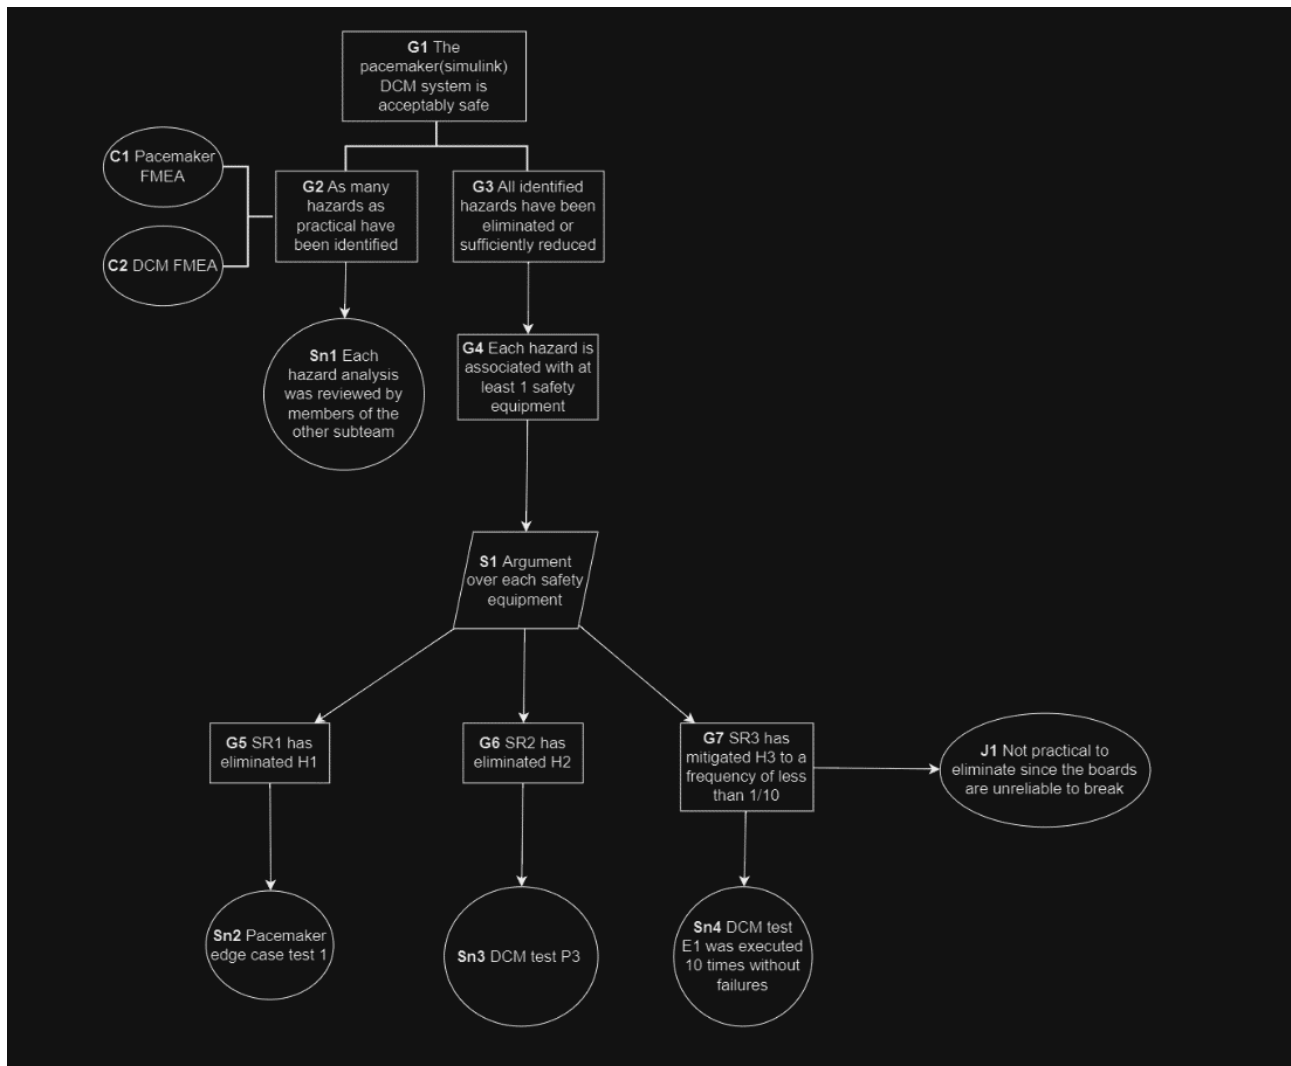 G1 The
pacemaker(simulink)
DCM system is
acceptably safe
C1 Pacemaker
FMEA
C2 DCM FMEA
G2 As many
hazards as
practical have
been identified
G3 All identified
hazards have been
eliminated or
sufficiently reduced
Sn1 Each
hazard analysis
was reviewed by
members of the
other subteam
G4 Each hazard is
associated with at
least 1 safety
equipment
S1 Argument
over each safety
equipment
G5 SR1 has
eliminated H1
G6 SR2 has
eliminated H2
G7 SR3 has
mitigated H3 to a
frequency of less
than 1/10
J1 Not practical to
eliminate since the boards
are unreliable to break
Sn2 Pacemaker
edge case test 1
Sn3 DCM test P3
Sn4 DCM test
E1 was executed
10 times without
failures